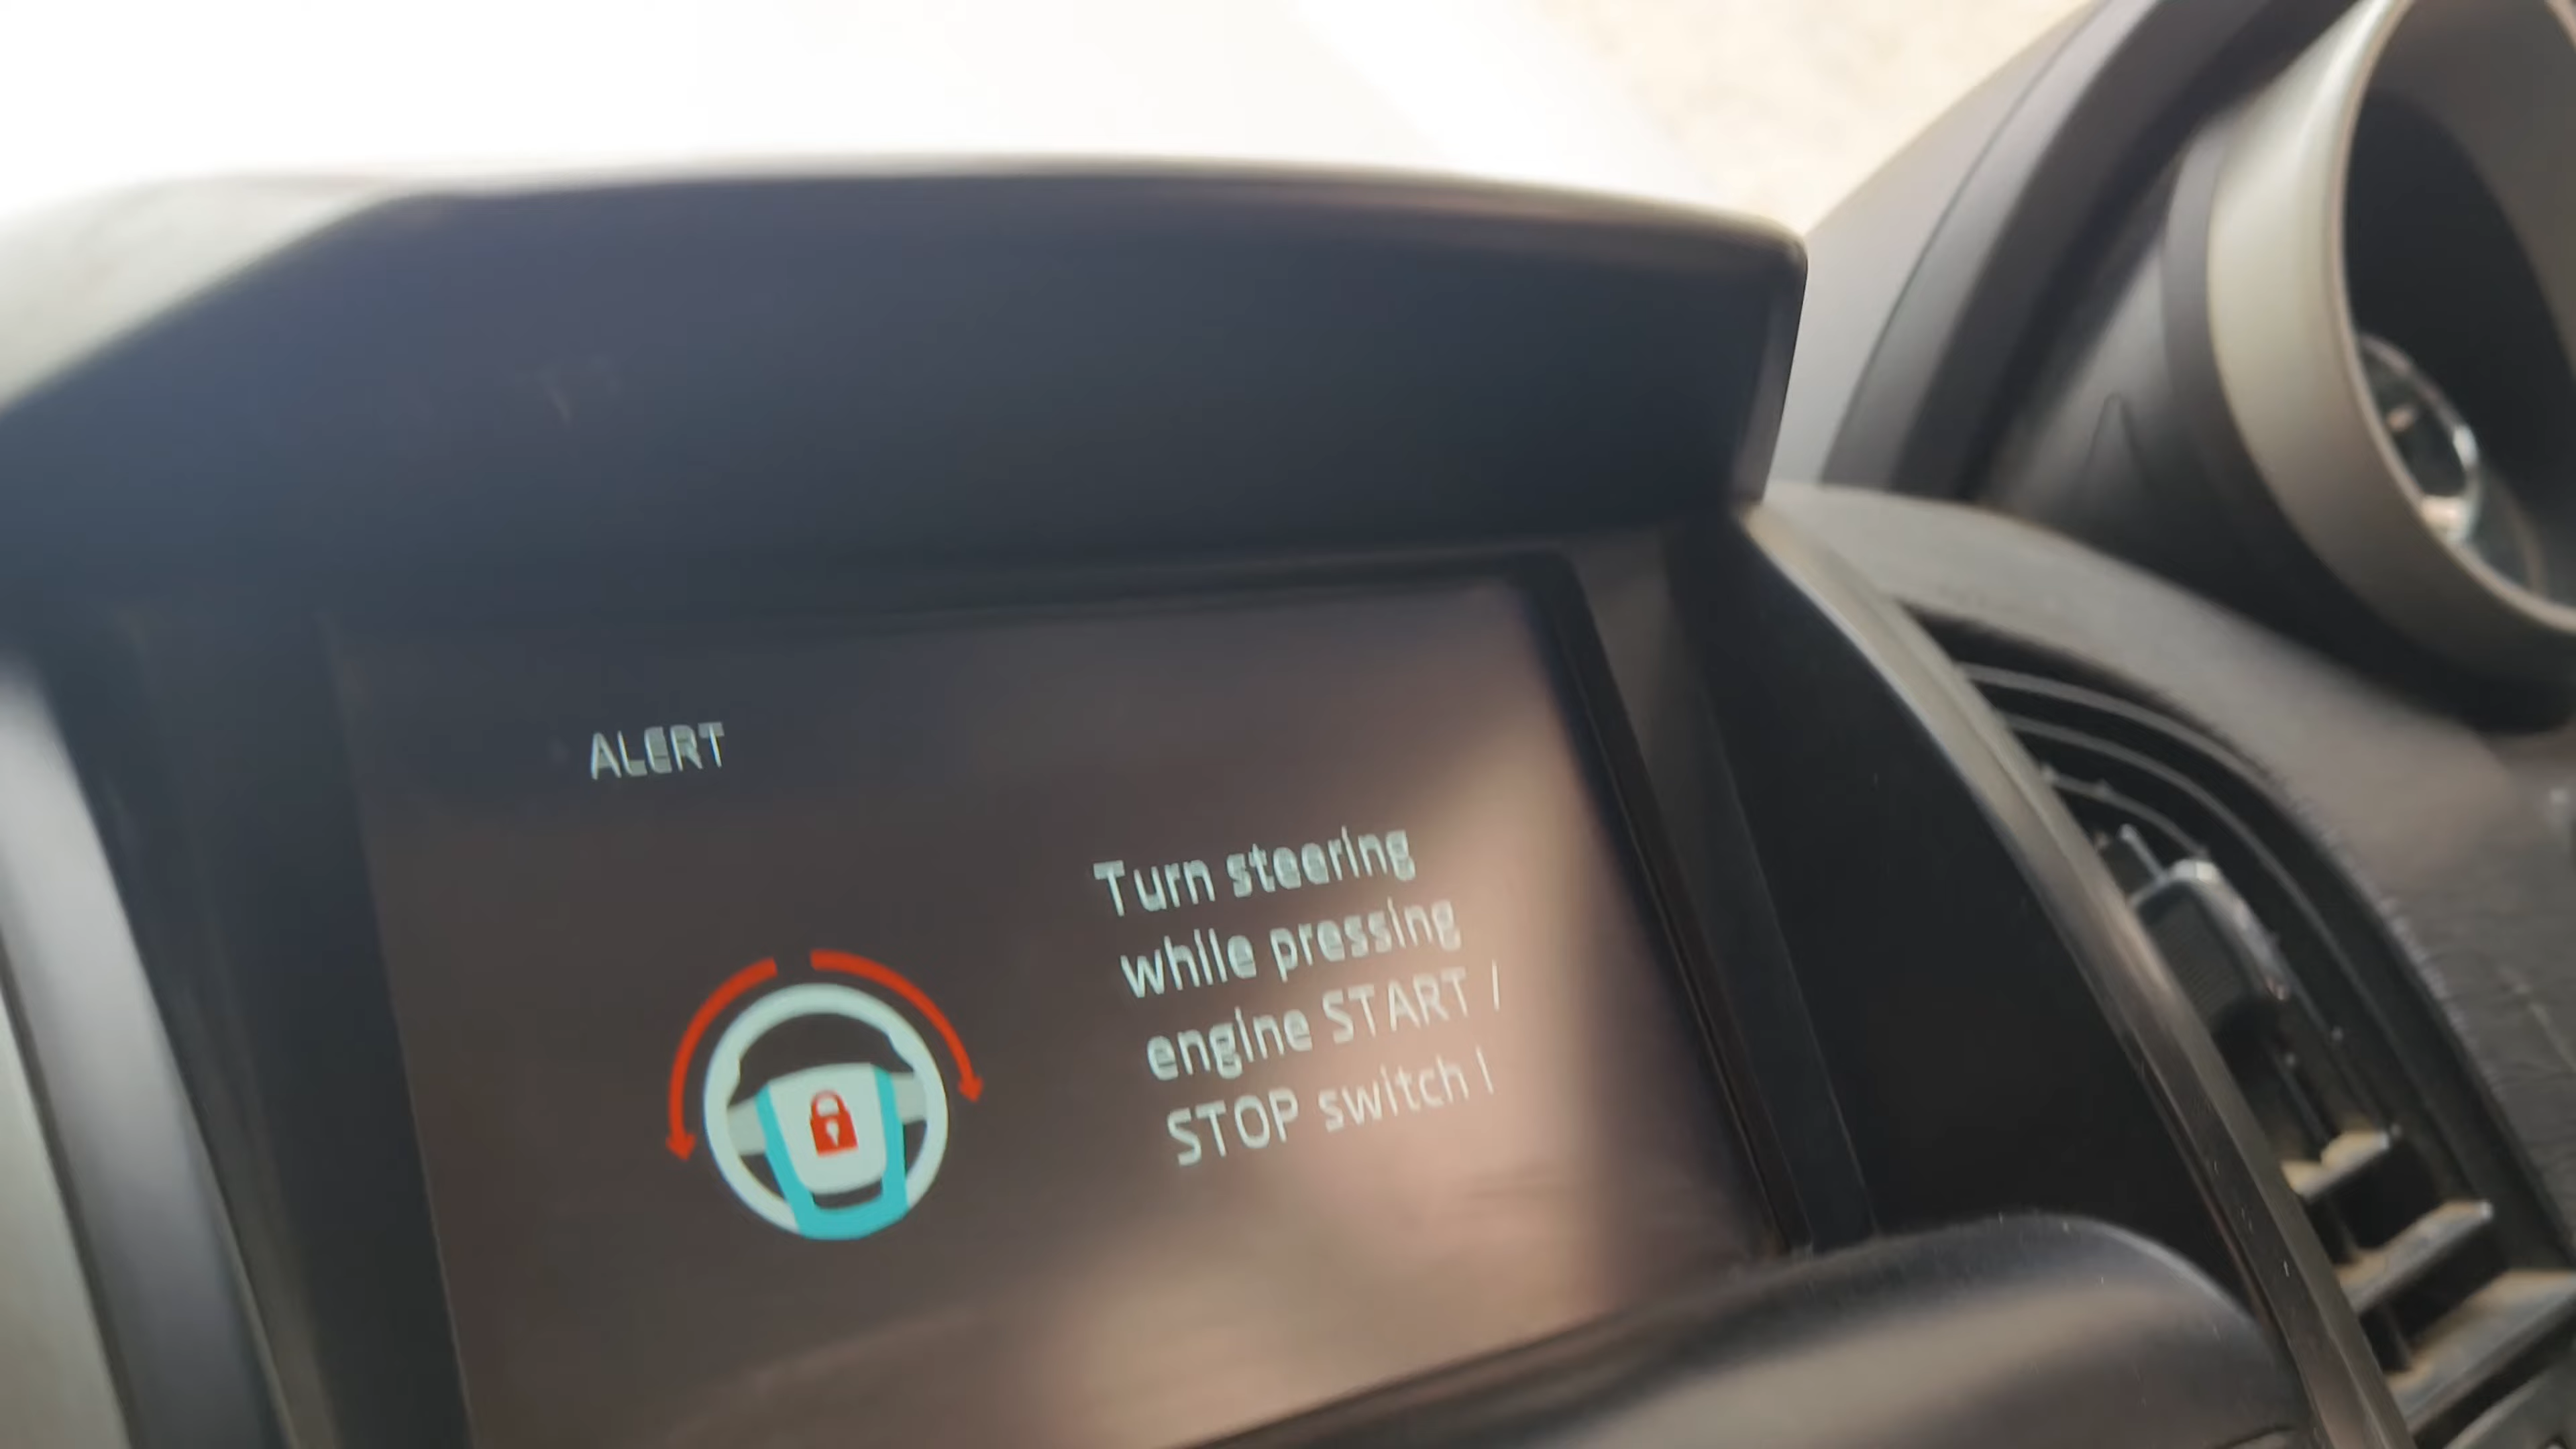 ALERT
Turn steering
while pressing
engine START /
STOP switch !